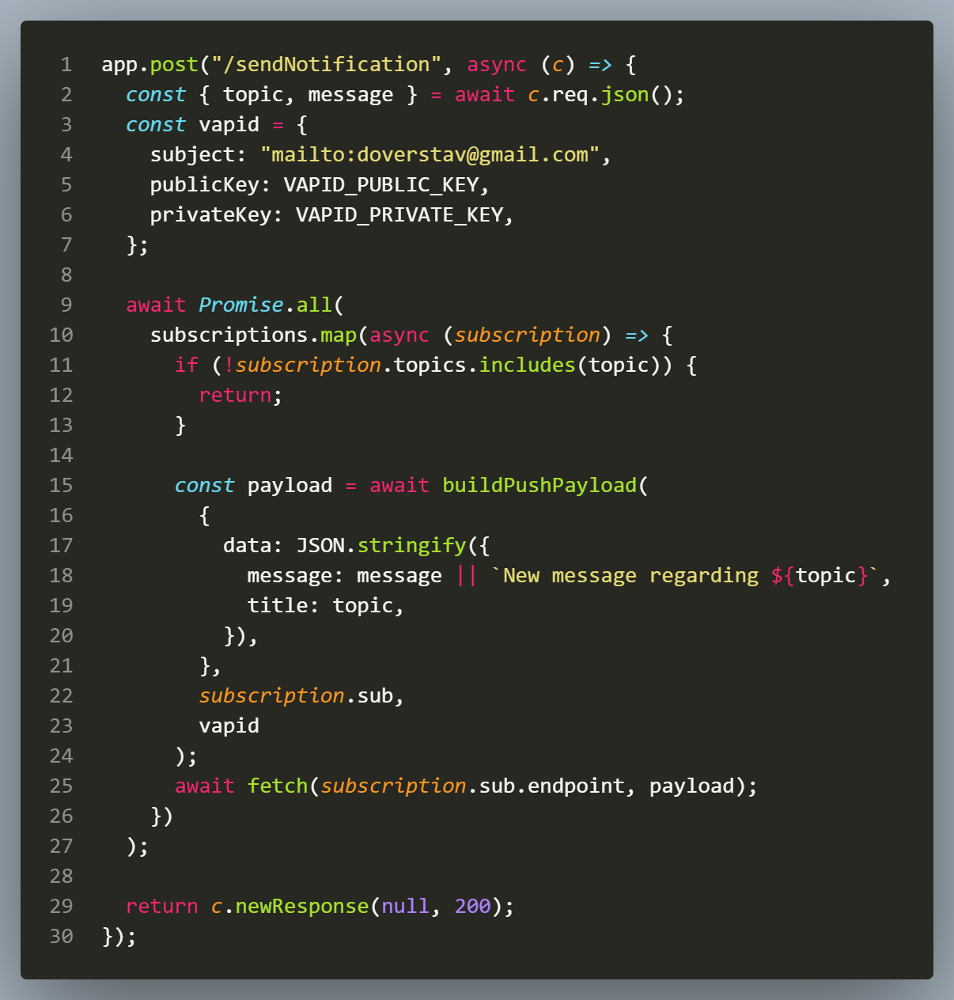 1 app.post("/sendNotification", async (c) => {
2   const { topic, message } = await c.req.json();
3   const vapid = {
4     subject: "mailto:doverstav@gmail.com",
5     publicKey: VAPID_PUBLIC_KEY,
6     privateKey: VAPID_PRIVATE_KEY,
7   };
8
9   await Promise.all(
10     subscriptions.map(async (subscription) => {
11       if (!subscription.topics.includes(topic)) {
12         return;
13       }
14
15       const payload = await buildPushPayload(
16         {
17           data: JSON.stringify({
18             message: message || `New message regarding ${topic}`,
19             title: topic,
20           }),
21         },
22         subscription.sub,
23         vapid
24       );
25       await fetch(subscription.sub.endpoint, payload);
26     })
27   );
28
29   return c.newResponse(null, 200);
30 });